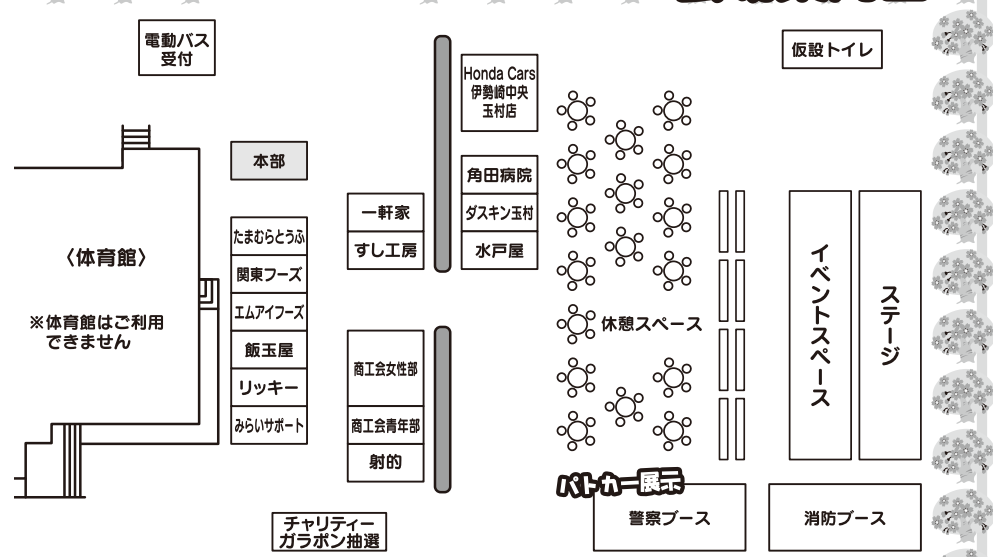 電動バス
受付
仮設トイレ
Honda Cars
伊勢崎中央
玉村店
本部
角田病院
一軒家
ダスキン玉村
すし工房
水戸屋
たまむらとうふ
関東フーズ
エムアイフーズ
飯玉屋
リッキー
みらいサポート
〈体育館〉
※体育館はご利用
できません
商工会女性部
商工会青年部
射的
休憩スペース
イベントスペース
ステージ
パトカー展示
警察ブース
消防ブース
チャリティー
ガラポン抽選